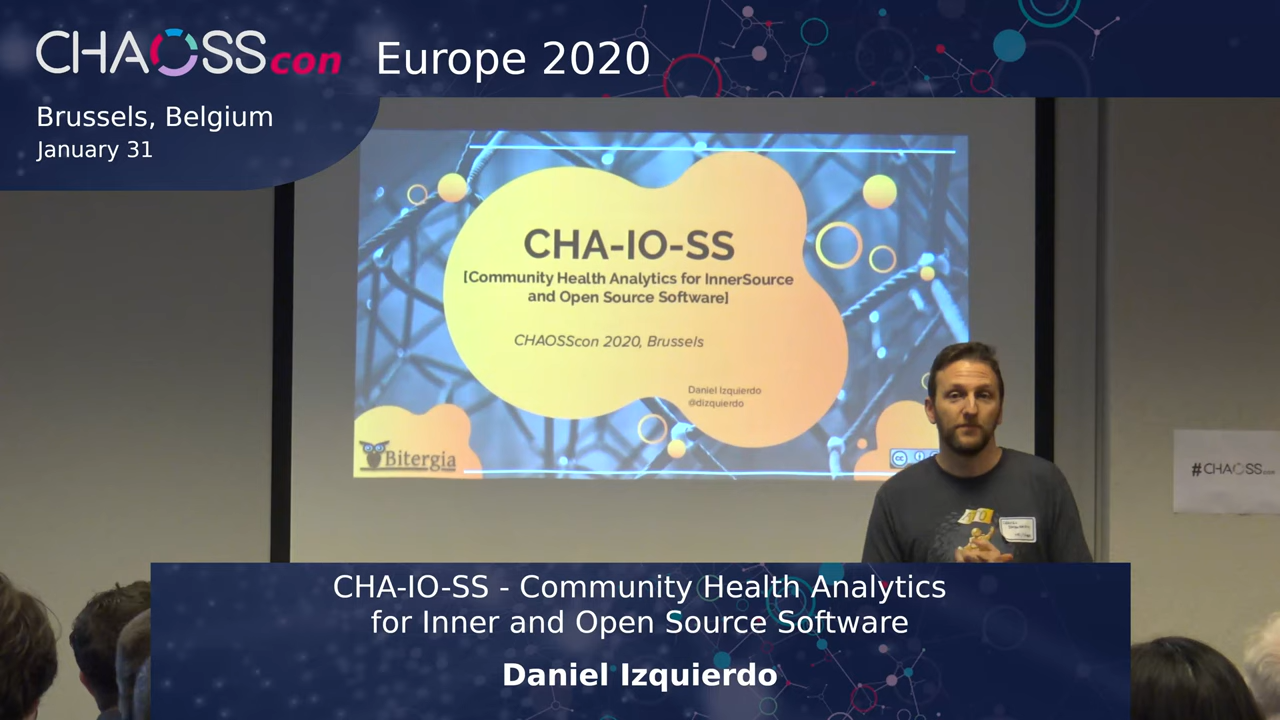 CHAOSScon Europe 2020
Brussels, Belgium
January 31
CHA-IO-SS
[Community Health Analytics for InnerSource
and Open Source Software]
CHAOSScon 2020, Brussels
Daniel Izquierdo
@dizquierdo
Bitergia
#CHAOSScon
CHA-IO-SS - Community Health Analytics
for Inner and Open Source Software
Daniel Izquierdo